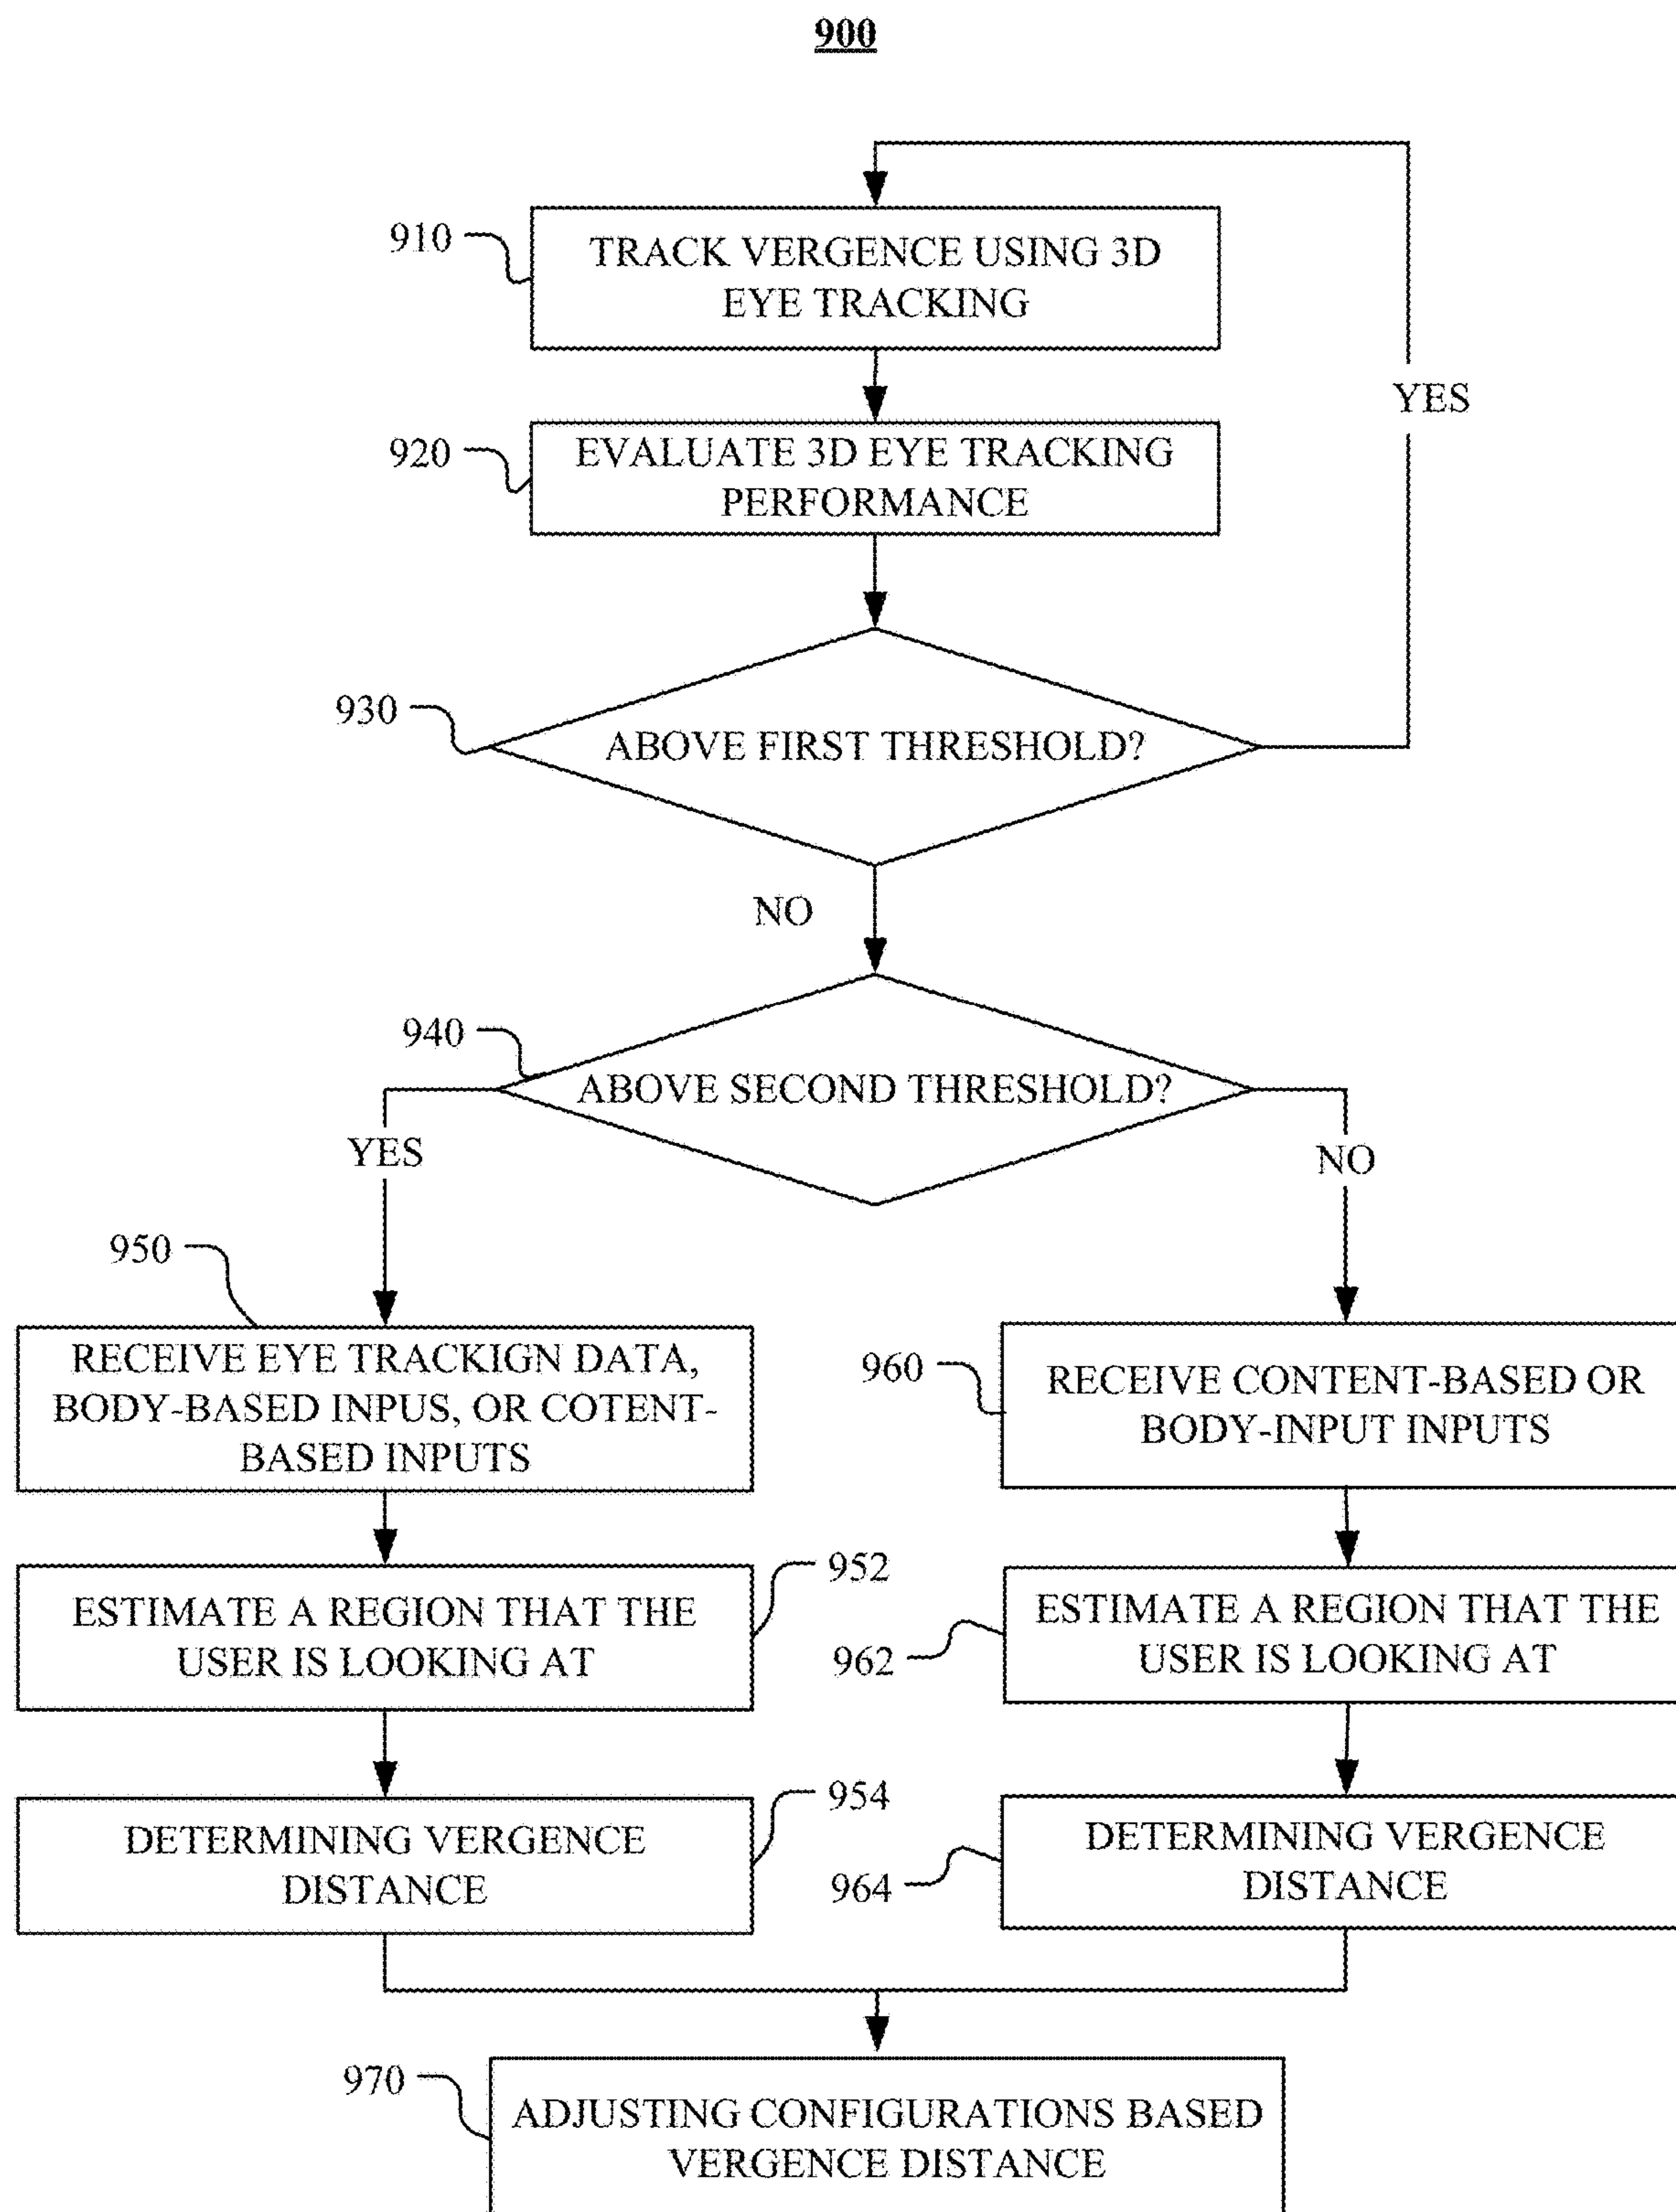 900
910
TRACK VERGENCE USING 3D
EYE TRACKING
YES
920
EVALUATE 3D EYE TRACKING
PERFORMANCE
930
ABOVE FIRST THRESHOLD?
NO
940
ABOVE SECOND THRESHOLD?
YES
NO
950
RECEIVE EYE TRACKIGN DATA,
BODY-BASED INPUS, OR COTENT-
BASED INPUTS
960
RECEIVE CONTENT-BASED OR
BODY-INPUT INPUTS
952
ESTIMATE A REGION THAT THE
USER IS LOOKING AT
962
ESTIMATE A REGION THAT THE
USER IS LOOKING AT
954
DETERMINING VERGENCE
DISTANCE
964
DETERMINING VERGENCE
DISTANCE
970
ADJUSTING CONFIGURATIONS BASED
VERGENCE DISTANCE